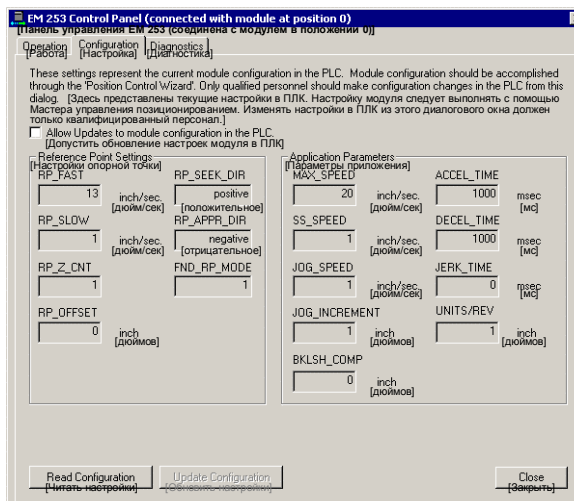 EM 253 Control Panel (connected with module at position 0)
[Панель управления EM 253 (соединена с модулем в положении 0)]
Operation Configuration Diagnostics
[Работа] [Настройка] [Диагностика]
These settings represent the current module configuration in the PLC. Module configuration should be accomplished
through the 'Position Control Wizard'. Only qualified personnel should make configuration changes in the PLC from this
dialog. [Здесь представлены текущие настройки в ПЛК. Настройку модуля следует выполнять с помощью
Мастера управления позиционированием. Изменять настройки в ПЛК из этого диалогового окна должен
только квалифицированный персонал.]
Allow Updates to module configuration in the PLC.
[Допустить обновление настроек модуля в ПЛК]
Reference Point Settings
[Настройки опорной точки]
RP_FAST RP_SEEK_DIR
13 inch/sec. positive
[дюйм/сек] [положительное]
RP_SLOW RP_APPR_DIR
1 inch/sec. negative
[дюйм/сек] [отрицательное]
RP_Z_CNT FND_RP_MODE
1 1
RP_OFFSET
0 inch
[дюймов]
Application Parameters
[Параметры приложения]
MAX_SPEED ACCEL_TIME
20 inch/sec. 1000 msec
[дюйм/сек] [мс]
SS_SPEED DECEL_TIME
1 inch/sec. 1000 msec
[дюйм/сек] [мс]
JOG_SPEED JERK_TIME
1 inch/sec. 0 msec
[дюйм/сек] [мс]
JOG_INCREMENT UNITS/REV
1 inch 1 inch
[дюймов] [дюймов]
BKLSH_COMP
0 inch
[дюймов]
Read Configuration Update Configuration Close
[Читать настройки] [Обновить настройки] [Закрыть]